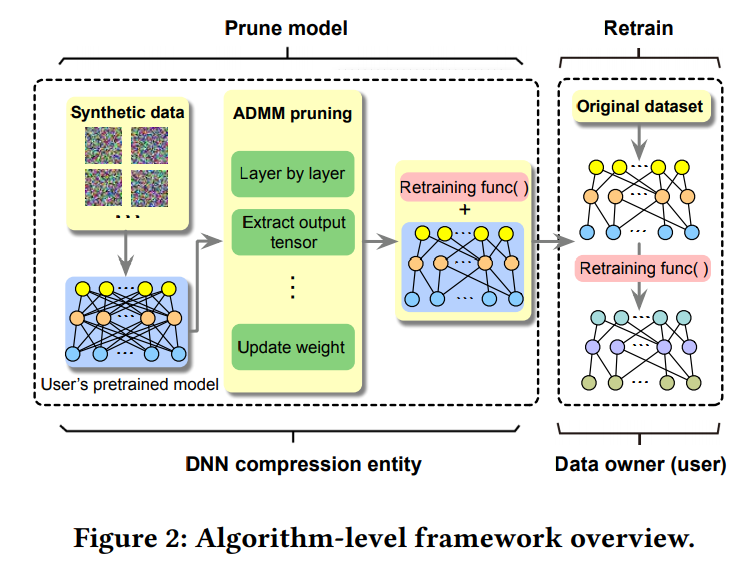 Prune model
Retrain
Synthetic data
...
ADMM pruning
Layer by layer
Extract output
tensor
⋮
Update weight
User's pretrained model
Retraining func( )
+
Original dataset
Retraining func( )
DNN compression entity
Data owner (user)
Figure 2: Algorithm-level framework overview.